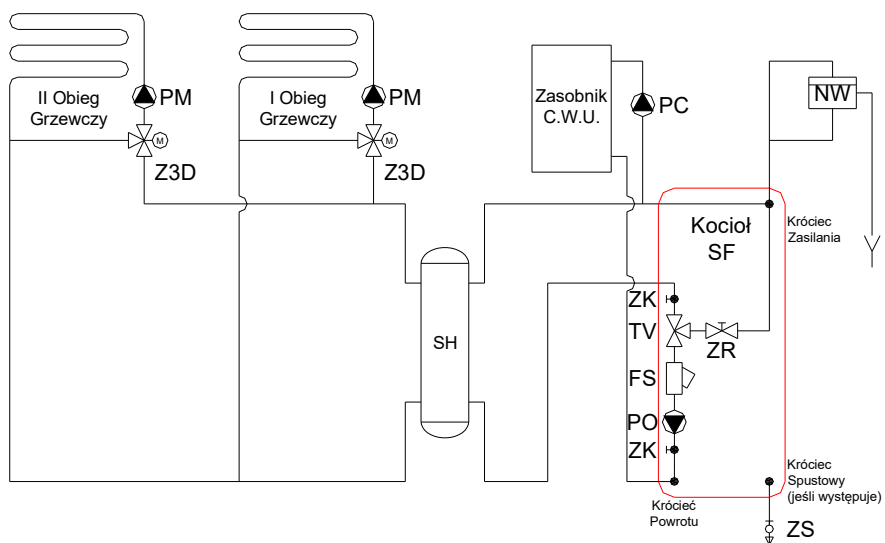 II Obieg
Grzewczy
PM
M
Z3D
I Obieg
Grzewczy
PM
M
Z3D
Zasobnik
C.W.U.
PC
NW
Kocioł
SF
Króciec
Zasilania
ZK
TV
ZR
SH
FS
PO
ZK
Króciec
Spustowy
(jeśli występuje)
Krócieć
Powrotu
ZS